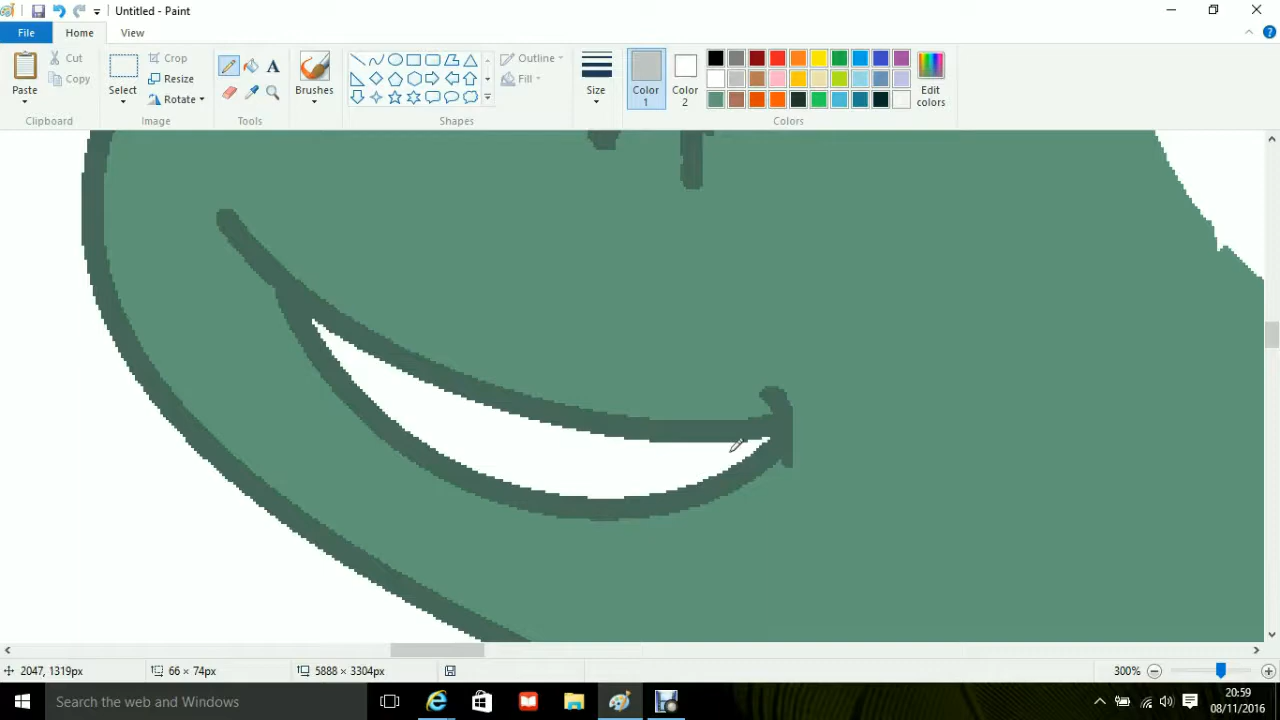 Untitled - Paint
File
Home
View
Paste
Cut
Copy
Clipboard
Select
Crop
Resize
Rotate
Image
A
Tools
Brushes
Outline
Fill
Shapes
Size
Color 1
Color 2
Edit colors
Colors
2047, 1319px
66 × 74px
5888 × 3304px
300%
Search the web and Windows
20:59
08/11/2016